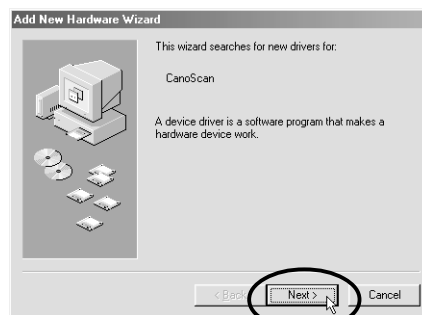 Add New Hardware Wizard
This wizard searches for new drivers for:
CanoScan
A device driver is a software program that makes a
hardware device work.
< Back Next > Cancel